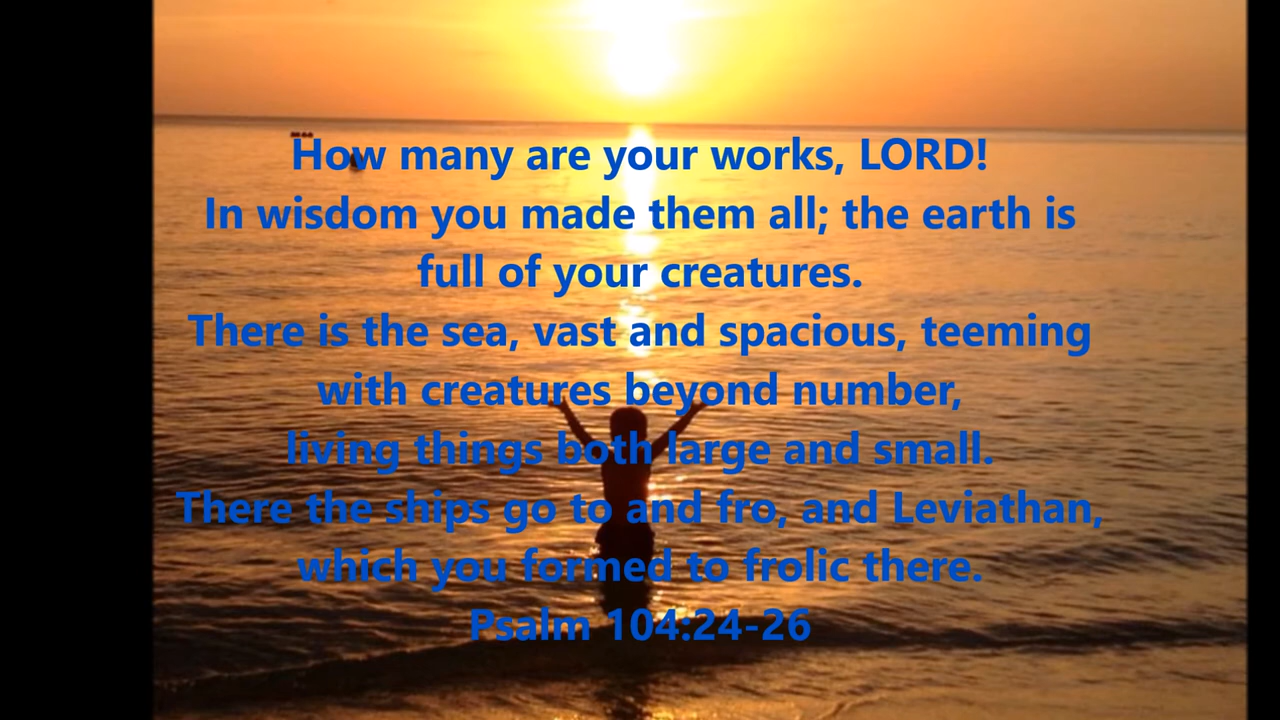 How many are your works, LORD!
In wisdom you made them all; the earth is
full of your creatures.
There is the sea, vast and spacious, teeming
with creatures beyond number,
living things both large and small.
There the ships go to and fro, and Leviathan,
which you formed to frolic there.
Psalm 104:24-26